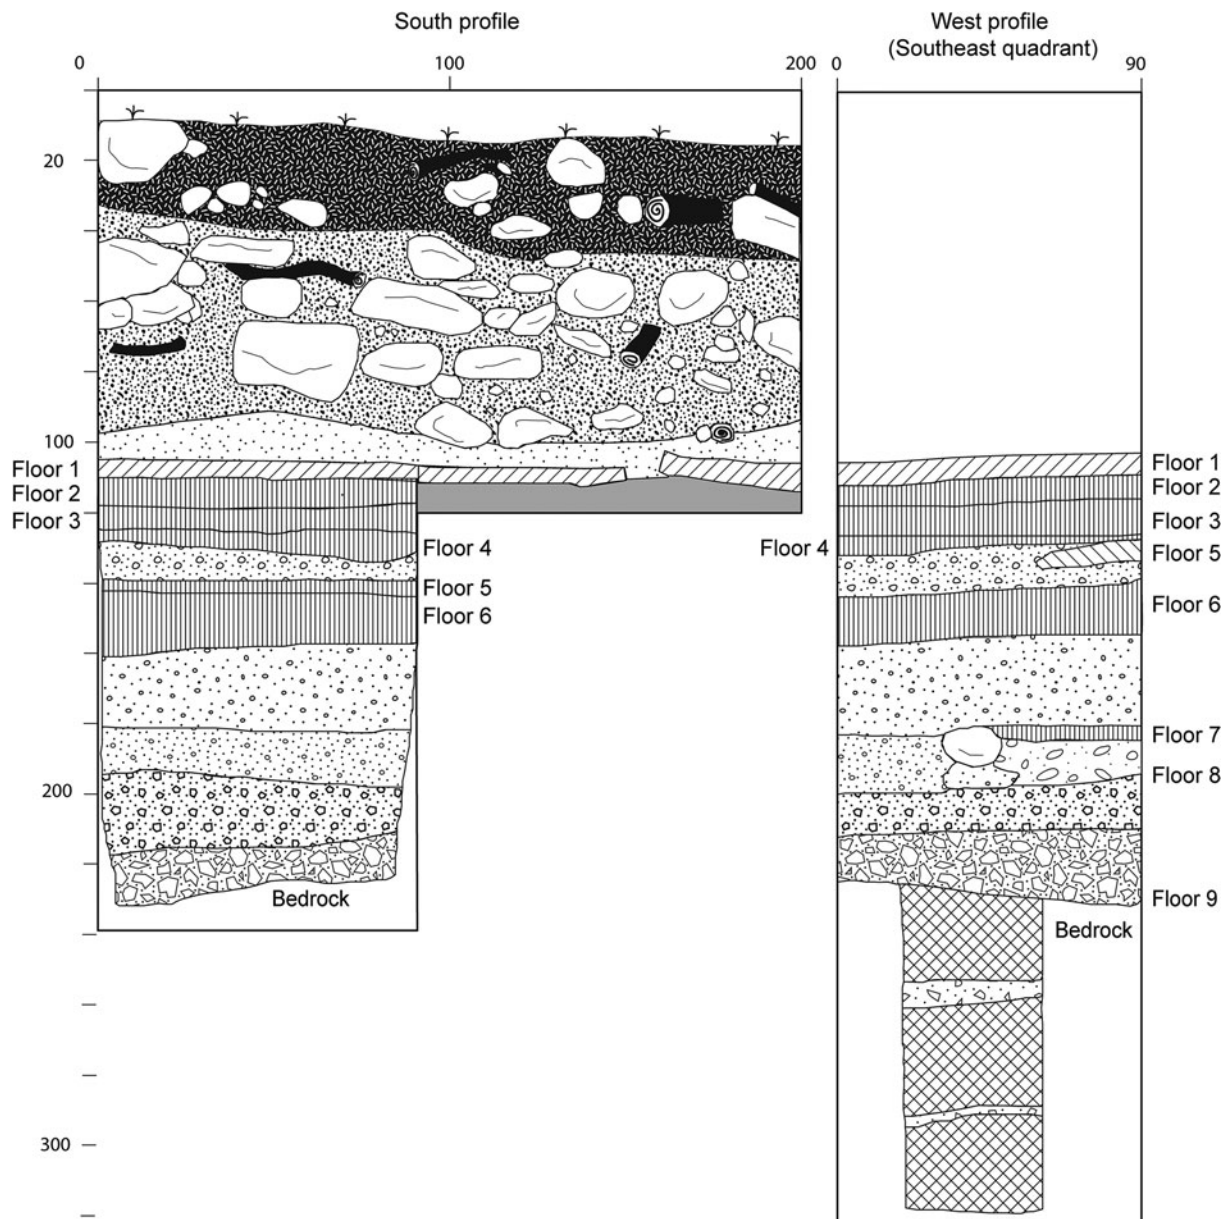 South profile
West profile
(Southeast quadrant)
0
100
200
0
90
20
100
200
300
Floor 1
Floor 2
Floor 3
Floor 4
Floor 5
Floor 6
Bedrock
Floor 4
Floor 1
Floor 2
Floor 3
Floor 5
Floor 6
Floor 7
Floor 8
Floor 9
Bedrock